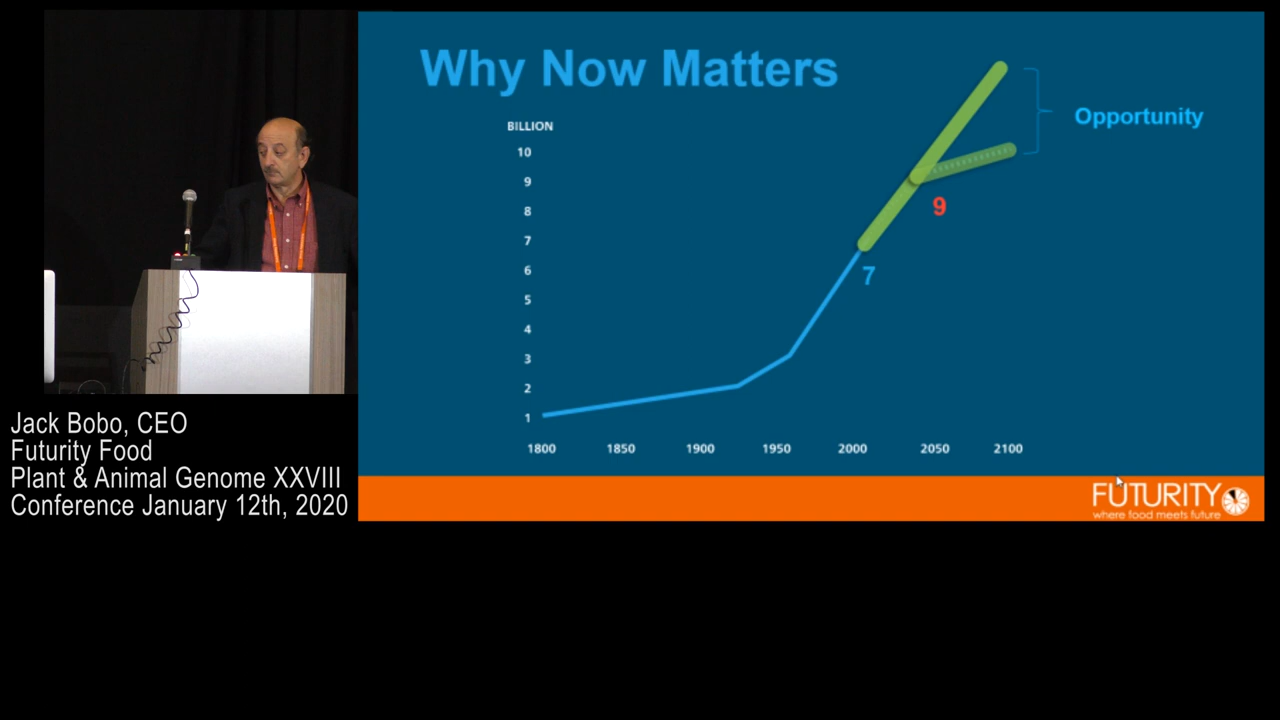 Why Now Matters
BILLION
10
9
8
7
6
5
4
3
2
1
1800 1850 1900 1950 2000 2050 2100
7
9
Opportunity
FUTURITY
where food meets future
Jack Bobo, CEO
Futurity Food
Plant & Animal Genome XXVIII
Conference January 12th, 2020